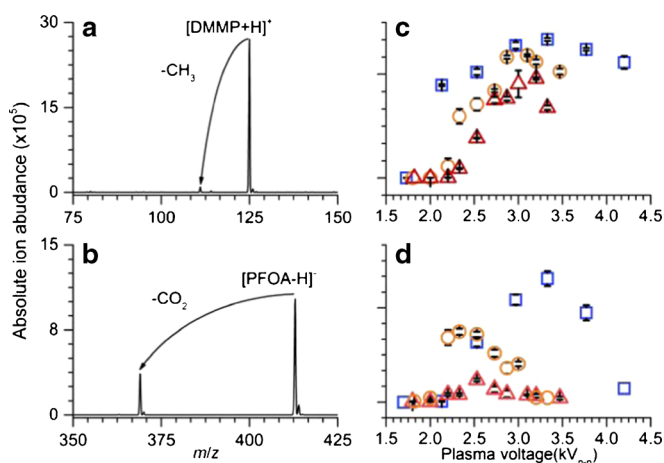 a
[DMMP+H]+
-CH3
30
15
0
75
100
125
150
b
[PFOA-H]-
-CO2
15
8
0
350
375
400
425
m/z
Absolute ion abudance (x10^5)
c
1.5
2.0
2.5
3.0
3.5
4.0
4.5
d
1.5
2.0
2.5
3.0
3.5
4.0
4.5
Plasma voltage(kVp-p)